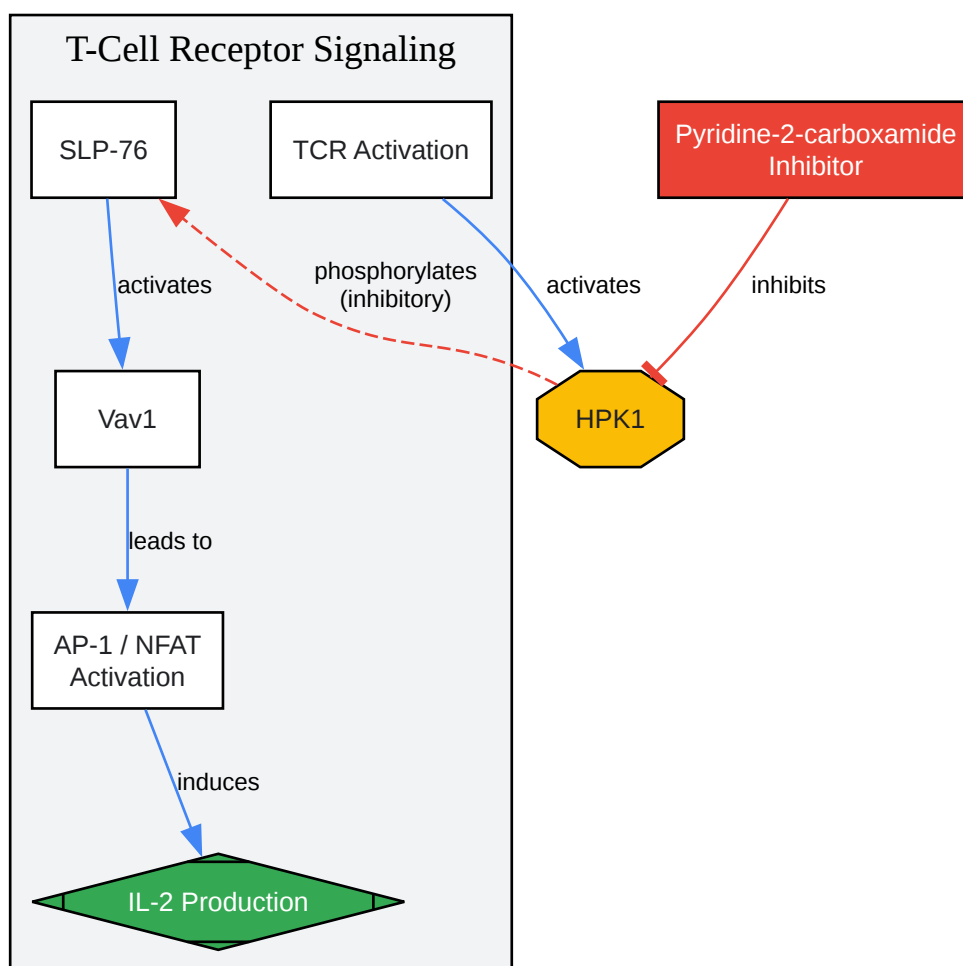 T-Cell Receptor Signaling
SLP-76
TCR Activation
Pyridine-2-carboxamide
Inhibitor
activates
phosphorylates
(inhibitory)
activates
inhibits
Vav1
HPK1
leads to
AP-1 / NFAT
Activation
induces
IL-2 Production